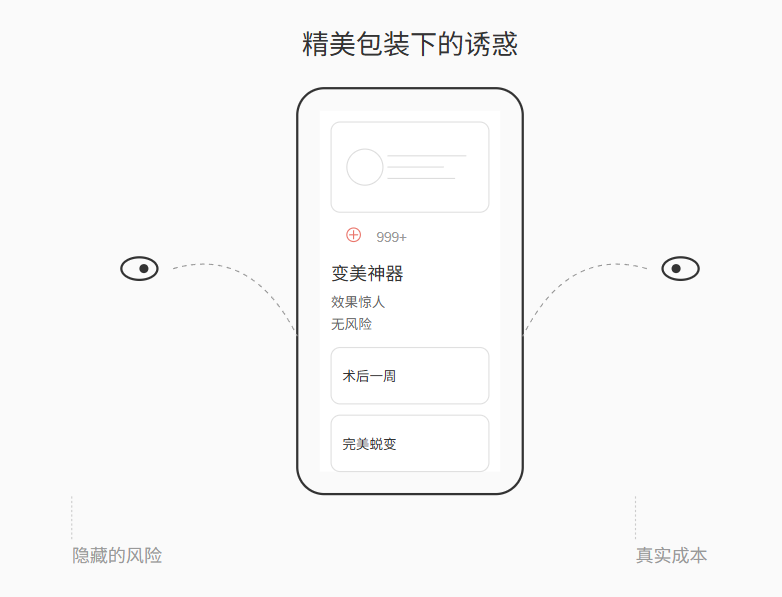 精美包装下的诱惑
999+
变美神器
效果惊人
无风险
术后一周
完美蜕变
隐藏的风险
真实成本